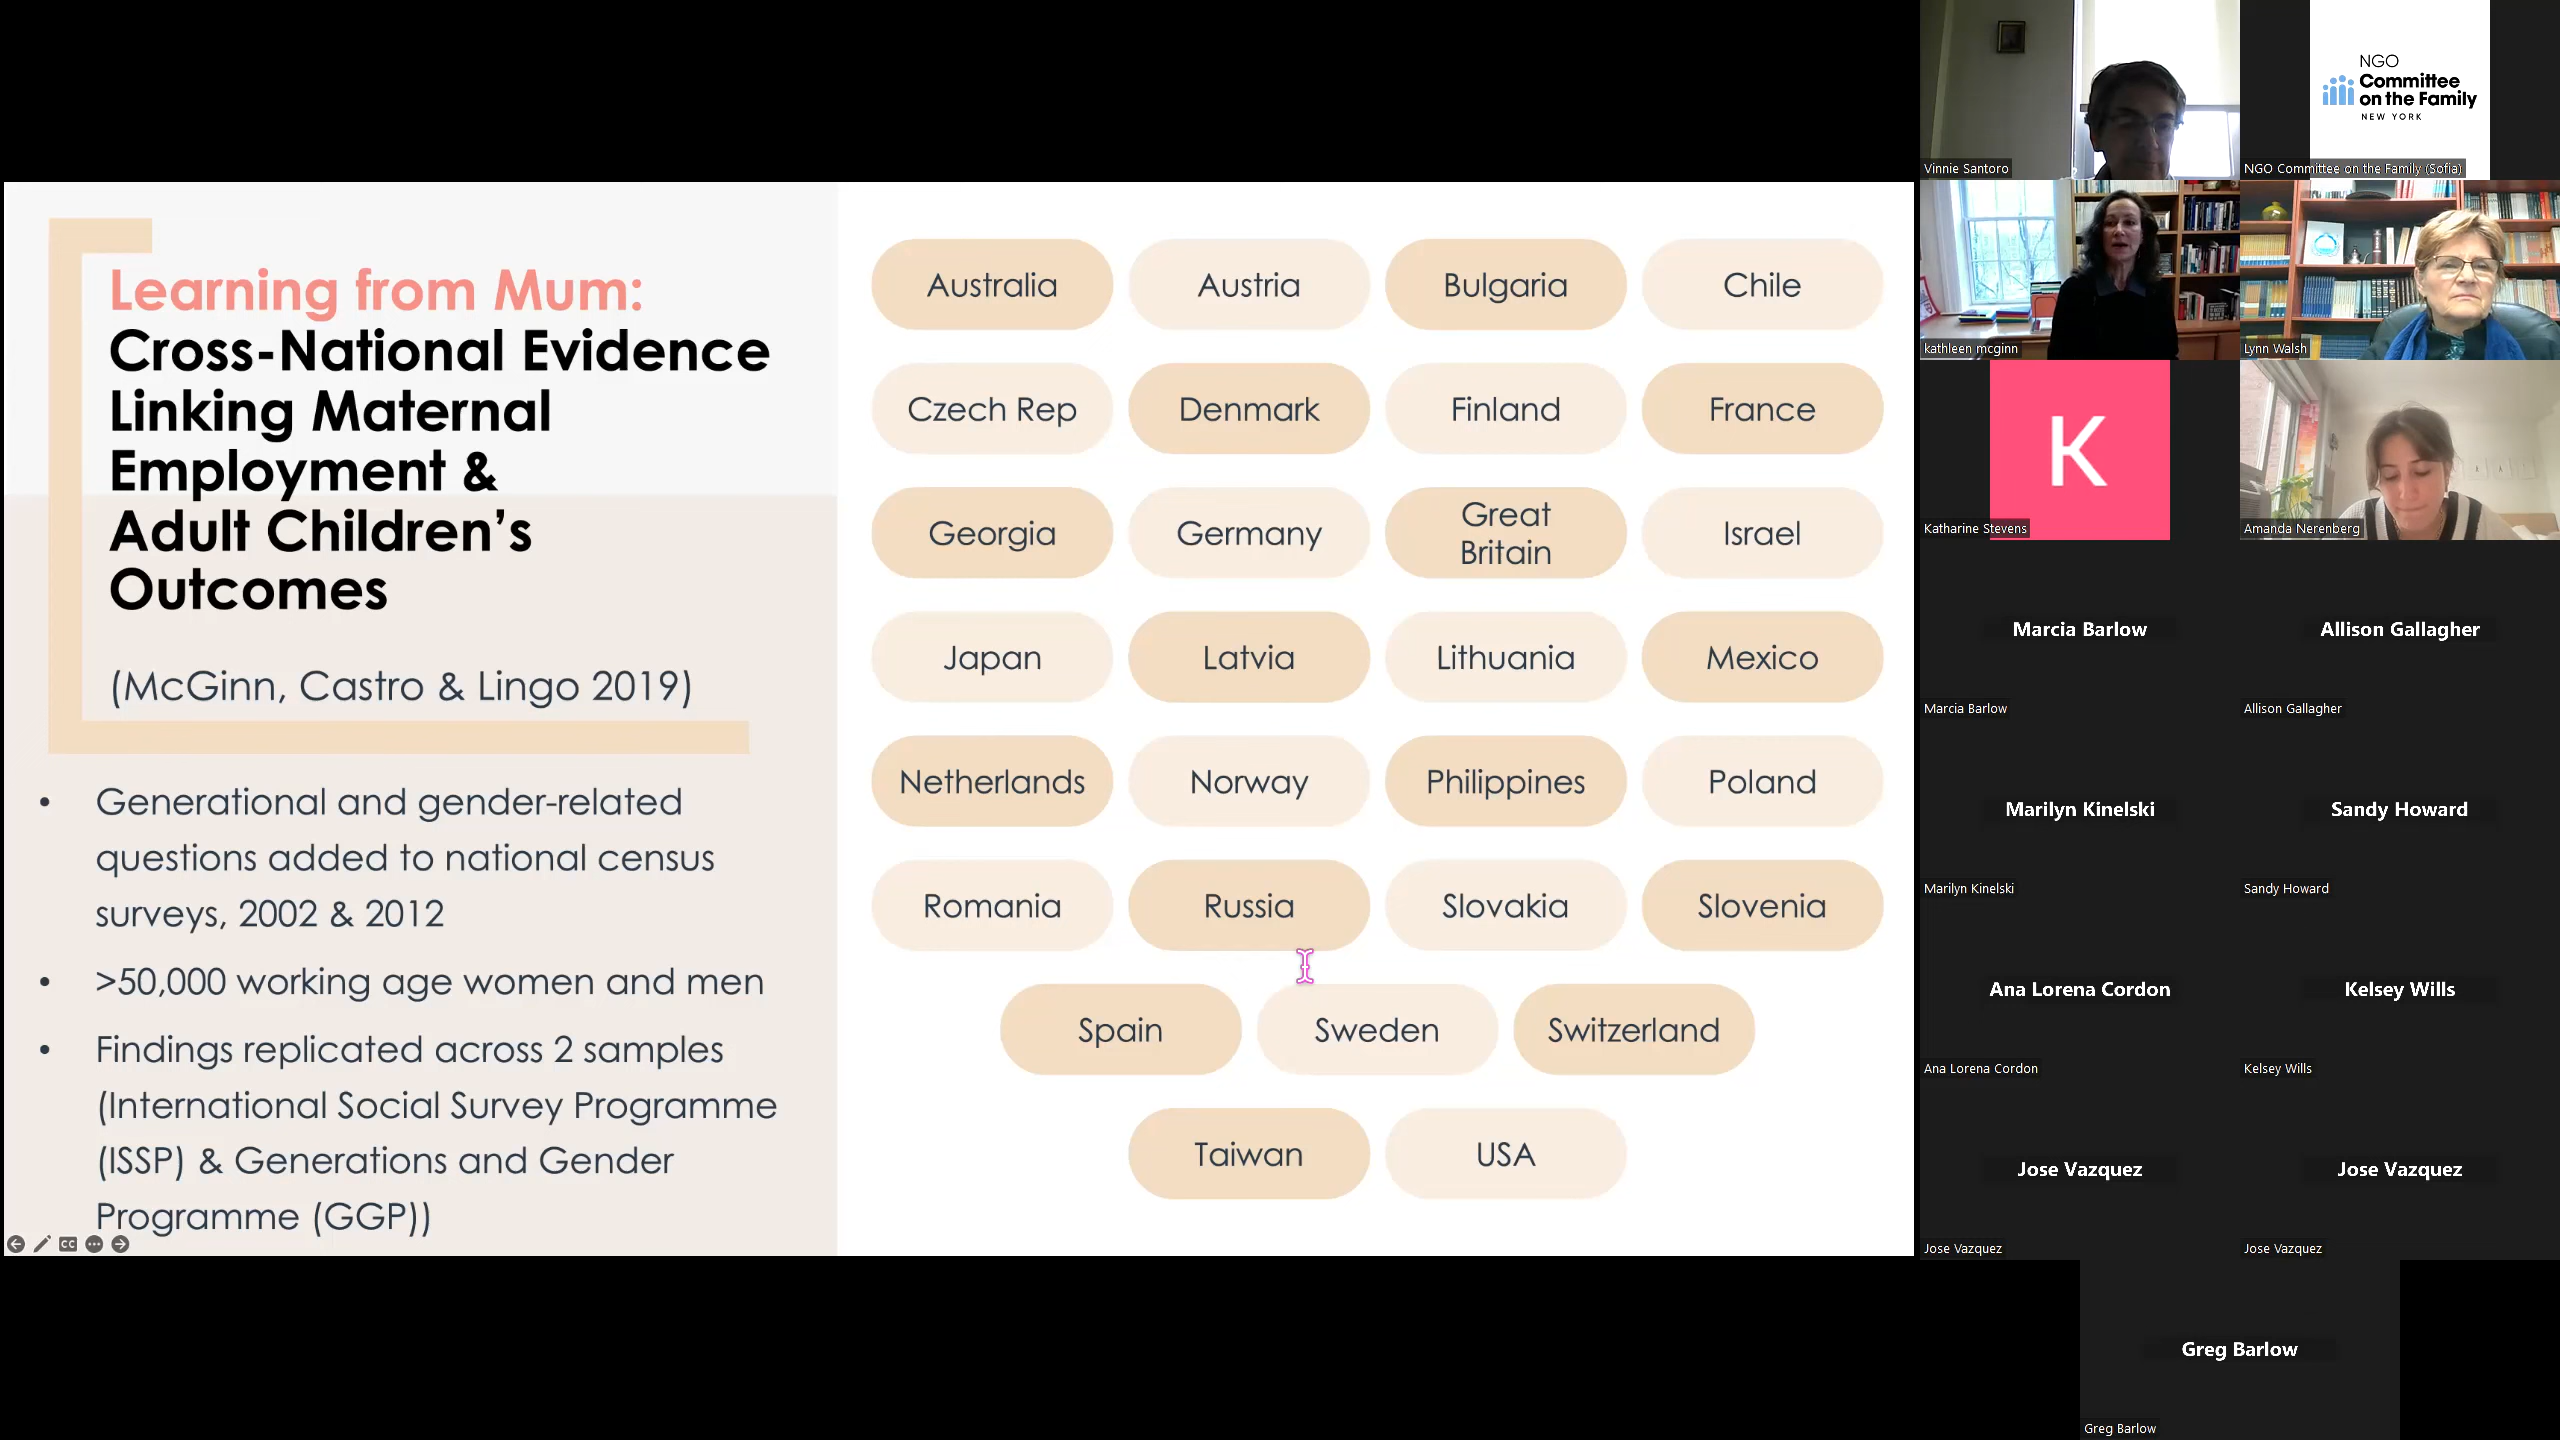 Learning from Mum:
Cross-National Evidence
Linking Maternal
Employment &
Adult Children’s
Outcomes
(McGinn, Castro & Lingo 2019)
• Generational and gender-related
questions added to national census
surveys, 2002 & 2012
• >50,000 working age women and men
• Findings replicated across 2 samples
(International Social Survey Programme
(ISSP) & Generations and Gender
Programme (GGP))
CC
Australia
Austria
Bulgaria
Chile
Czech Rep
Denmark
Finland
France
Georgia
Germany
Great
Britain
Israel
Japan
Latvia
Lithuania
Mexico
Netherlands
Norway
Philippines
Poland
Romania
Russia
Slovakia
Slovenia
Spain
Sweden
Switzerland
Taiwan
USA
Vinnie Santoro
NGO
Committee
on the Family
NEW YORK
NGO Committee on the Family (Sofia)
kathleen mcginn
Lynn Walsh
K
Katharine Stevens
Amanda Nerenberg
Marcia Barlow
Marcia Barlow
Allison Gallagher
Allison Gallagher
Marilyn Kinelski
Marilyn Kinelski
Sandy Howard
Sandy Howard
Ana Lorena Cordon
Ana Lorena Cordon
Kelsey Wills
Kelsey Wills
Jose Vazquez
Jose Vazquez
Jose Vazquez
Jose Vazquez
Greg Barlow
Greg Barlow